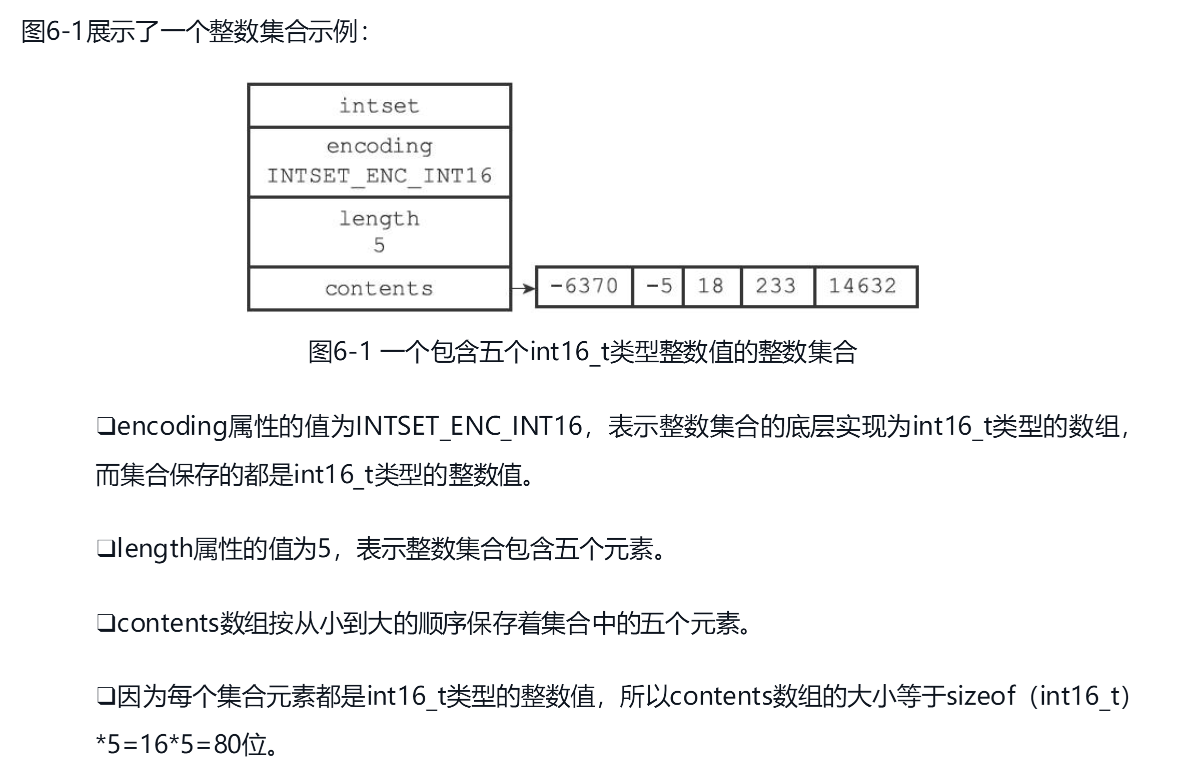 图6-1展示了一个整数集合示例：
intset
encoding
INTSET_ENC_INT16
length
5
contents
-6370 -5 18 233 14632
图6-1 一个包含五个int16_t类型整数值的整数集合
❏encoding属性的值为INTSET_ENC_INT16，表示整数集合的底层实现为int16_t类型的数组，
而集合保存的都是int16_t类型的整数值。
❏length属性的值为5，表示整数集合包含五个元素。
❏contents数组按从小到大的顺序保存着集合中的五个元素。
❏因为每个集合元素都是int16_t类型的整数值，所以contents数组的大小等于sizeof（int16_t）
*5=16*5=80位。